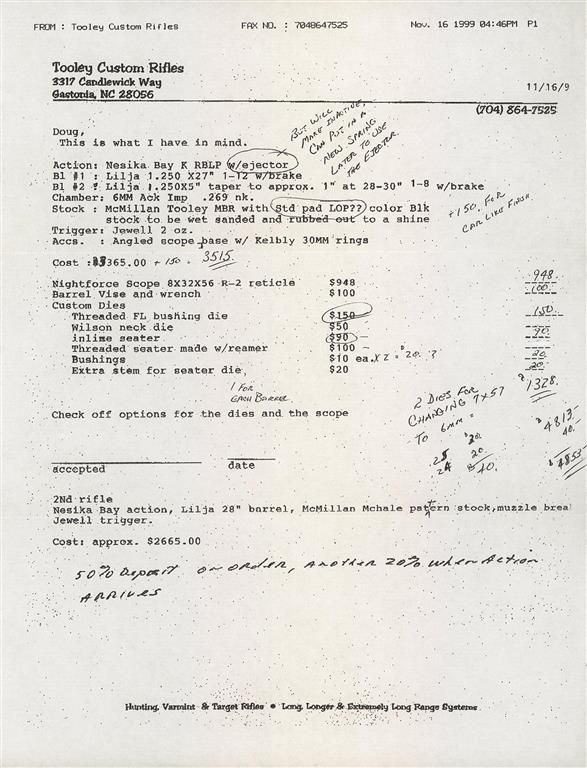 FROM : Tooley Custom Rifles FAX NO. : 7048647525 Nov. 16 1999 04:46PM P1
Tooley Custom Rifles
3317 Candlewick Way
Gastonia, NC 28056
11/16/9
(704) 864-7525
Doug,
This is what I have in mind.
BUT WILL
MAKE INACTIVE,
CAN PUT IN A
NEW SPRING
LATER TO USE
THE EJECTOR.
Action: Nesika Bay K RBLP w/ejector
Bl #1 : Lilja 1.250 X27" 1-12 w/brake
Bl #2 : Lilja 1.250X5" taper to approx. 1" at 28-30" 1-8 w/brake
Chamber: 6MM Ack Imp .269 nk.
Stock : McMillan Tooley MBR with Std pad LOP?? color Blk
stock to be wet sanded and rubbed out to a shine
+150. FOR
CAR LIKE FINISH
Trigger: Jewell 2 oz.
Accs. : Angled scope base w/ Kelbly 30MM rings
Cost :$3365.00 + 150 = 3515.
Nightforce Scope 8X32X56 R-2 reticle $948 948.
Barrel Vise and wrench $100 100.
Custom Dies
Threaded FL bushing die $150 150.
Wilson neck die $50
inline seater $90 90.
Threaded seater made w/reamer $100
Bushings $10 ea. X 2 = $20. ? 20.
Extra stem for seater die $20 20.
1 FOR
EACH BARREL
$1328.
2 DIES FOR
CHANGING 7X57
TO 6MM =
Check off options for the dies and the scope
$4813.
40.
$4853
$20.
20.
$40.
accepted date
2Nd rifle
Nesika Bay action, Lilja 28" barrel, McMillan Mchale pattern stock,muzzle brea
Jewell trigger.
Cost: approx. $2665.00
50% DEPOSIT ON ORDER, ANOTHER 20% WHEN ACTION
ARRIVES
Hunting, Varmint & Target Rifles • Long, Longer & Extremely Long Range Systems